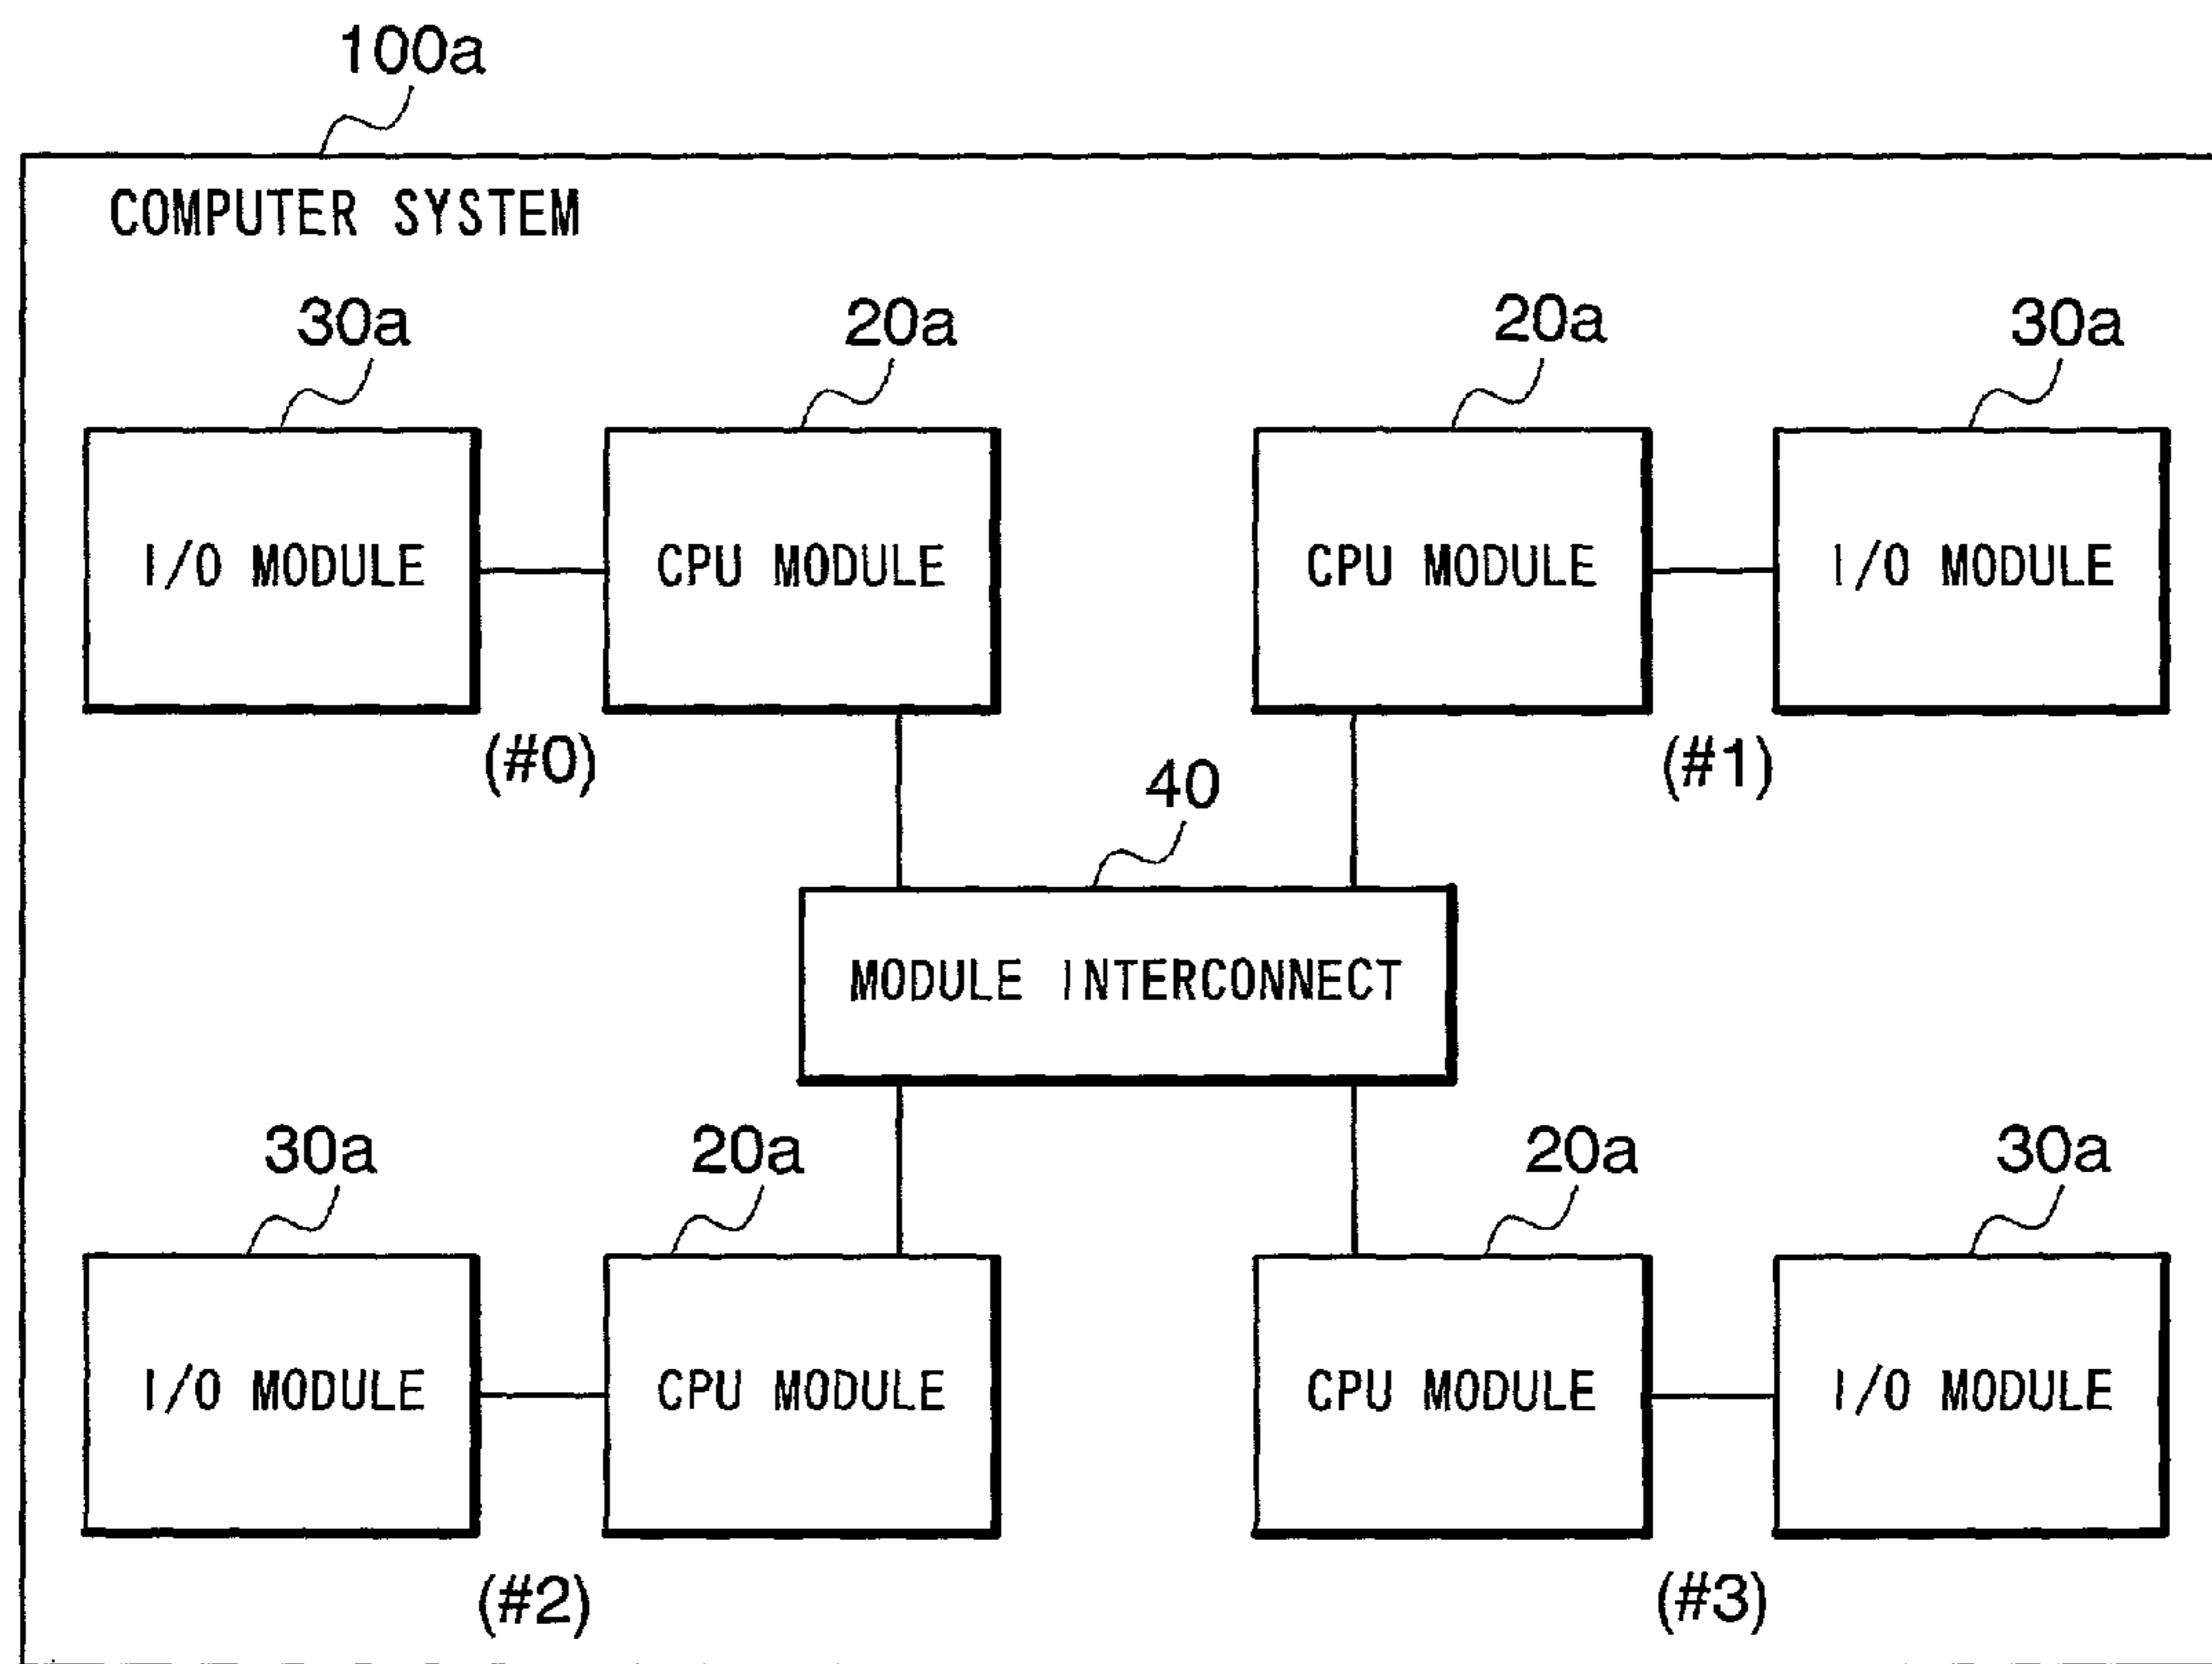 100a
COMPUTER SYSTEM
30a 20a 20a 30a
I/O MODULE CPU MODULE CPU MODULE I/O MODULE
(#0) (#1)
40
MODULE INTERCONNECT
30a 20a 20a 30a
I/O MODULE CPU MODULE CPU MODULE I/O MODULE
(#2) (#3)